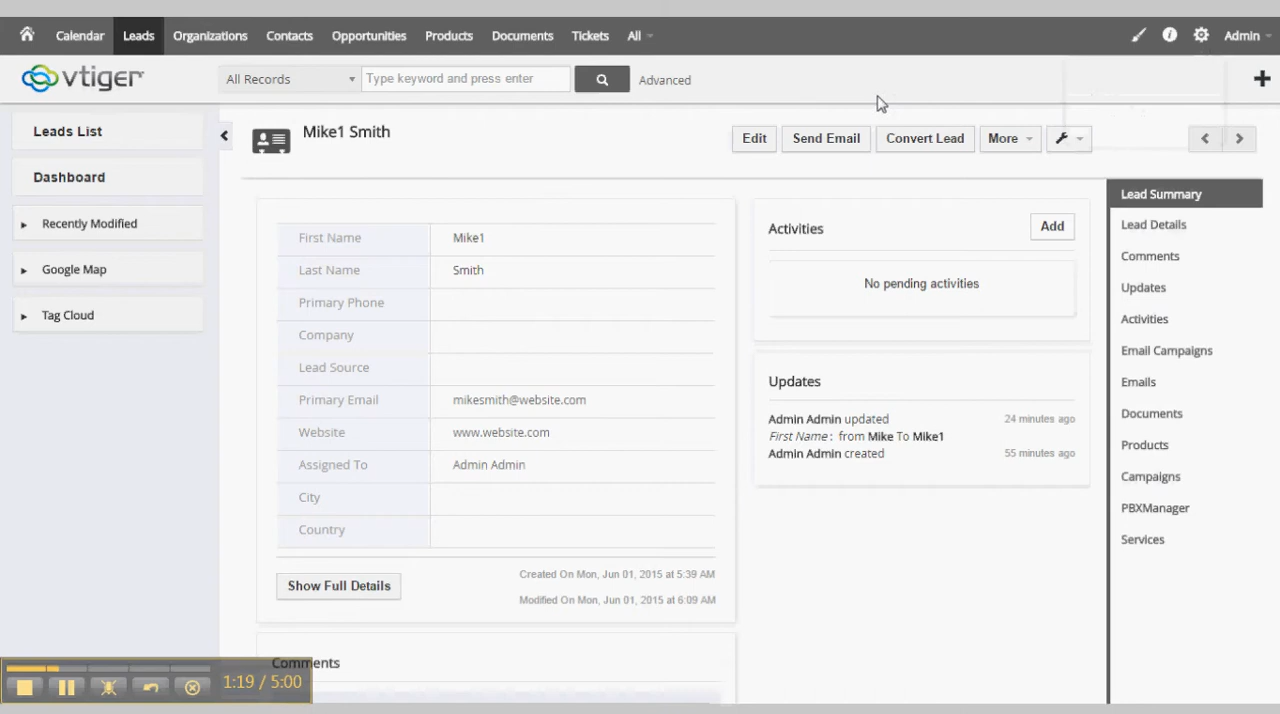 Calendar Leads Organizations Contacts Opportunities Products Documents Tickets All Admin
vtiger All Records Type keyword and press enter Advanced
Leads List
Dashboard
Recently Modified
Google Map
Tag Cloud
Mike1 Smith
Edit Send Email Convert Lead More
First Name Mike1
Last Name Smith
Primary Phone
Company
Lead Source
Primary Email mikesmith@website.com
Website www.website.com
Assigned To Admin Admin
City
Country
Show Full Details
Created On Mon, Jun 01, 2015 at 5:39 AM
Modified On Mon, Jun 01, 2015 at 6:09 AM
Comments
Activities Add
No pending activities
Updates
Admin Admin updated 24 minutes ago
First Name : from Mike To Mike1
Admin Admin created 55 minutes ago
Lead Summary
Lead Details
Comments
Updates
Activities
Email Campaigns
Emails
Documents
Products
Campaigns
PBXManager
Services
1:19 / 5:00